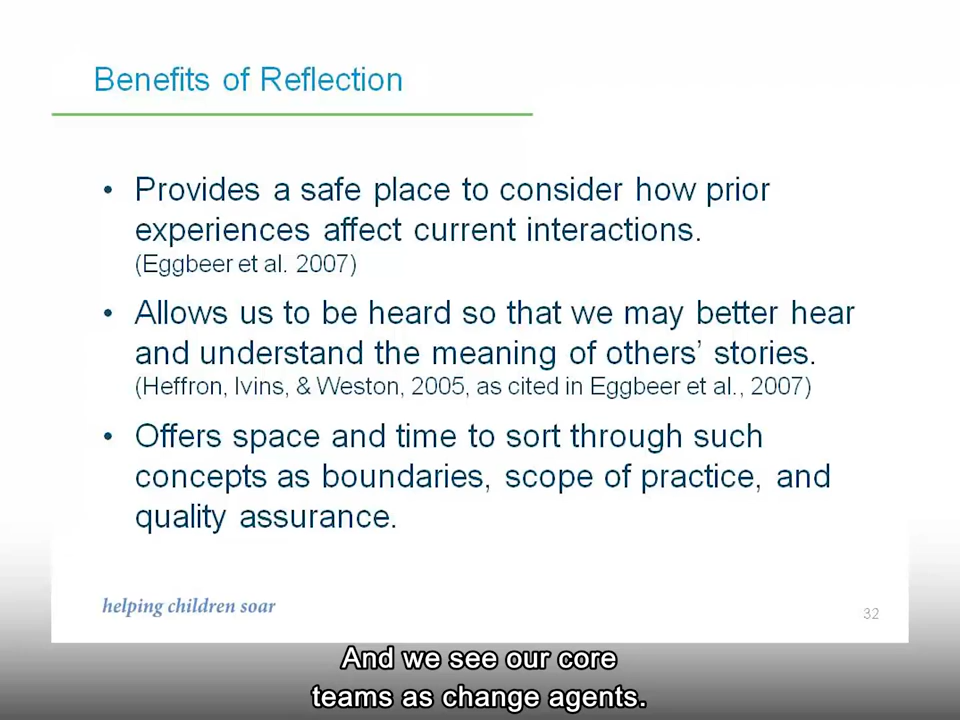 Benefits of Reflection
• Provides a safe place to consider how prior
experiences affect current interactions.
(Eggbeer et al. 2007)
• Allows us to be heard so that we may better hear
and understand the meaning of others’ stories.
(Heffron, Ivins, & Weston, 2005, as cited in Eggbeer et al., 2007)
• Offers space and time to sort through such
concepts as boundaries, scope of practice, and
quality assurance.
helping children soar
32
And we see our core
teams as change agents.